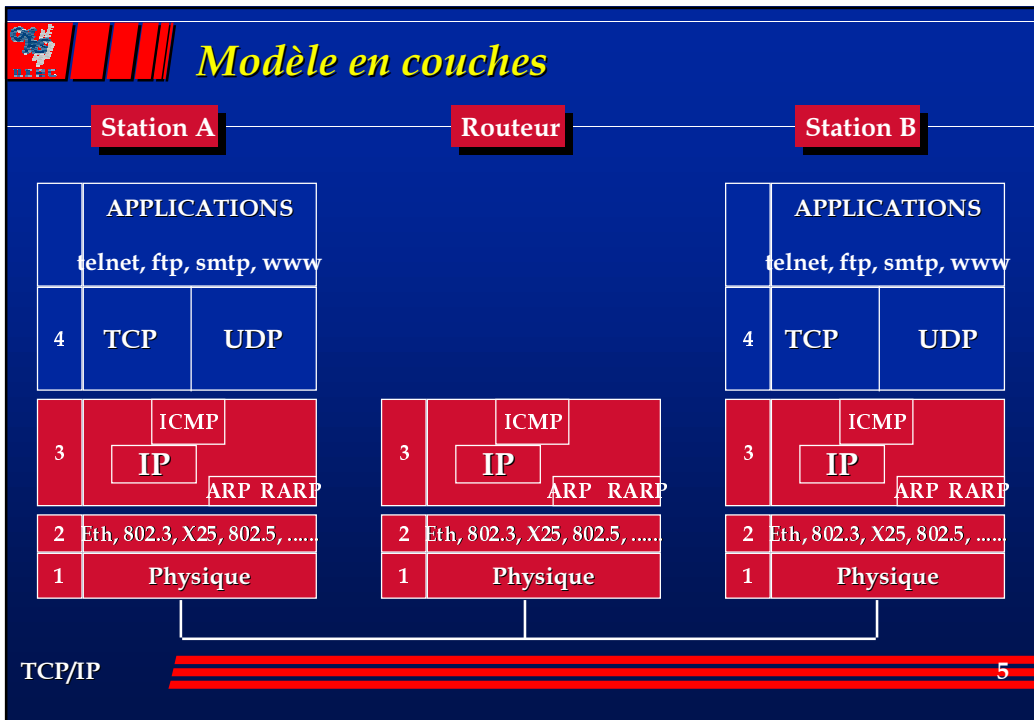 Modèle en couches
Station A
Routeur
Station B
APPLICATIONS
telnet, ftp, smtp, www
4
TCP
UDP
3
ICMP
IP
ARP RARP
2
Eth, 802.3, X25, 802.5, ......
1
Physique
3
ICMP
IP
ARP RARP
2
Eth, 802.3, X25, 802.5, ......
1
Physique
APPLICATIONS
telnet, ftp, smtp, www
4
TCP
UDP
3
ICMP
IP
ARP RARP
2
Eth, 802.3, X25, 802.5, ......
1
Physique
TCP/IP
5